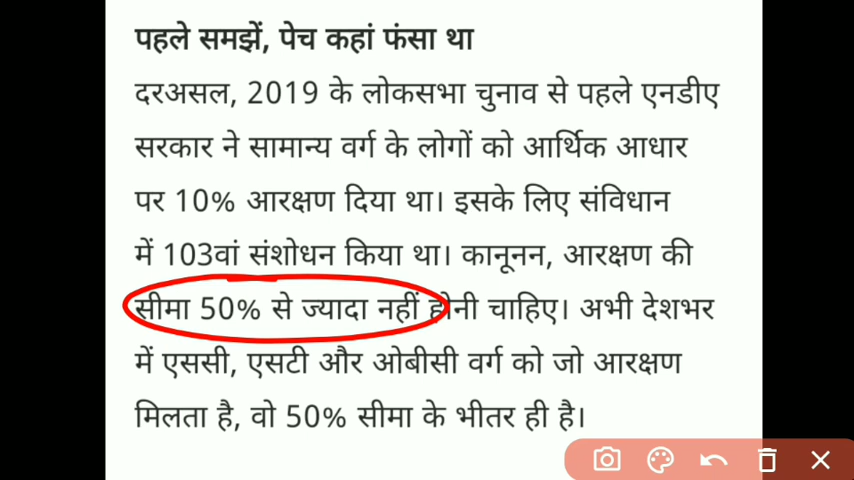 पहले समझें, पेच कहां फंसा था
दरअसल, 2019 के लोकसभा चुनाव से पहले एनडीए
सरकार ने सामान्य वर्ग के लोगों को आर्थिक आधार
पर 10% आरक्षण दिया था। इसके लिए संविधान
में 103वां संशोधन किया था। कानूनन, आरक्षण की
सीमा 50% से ज्यादा नहीं होनी चाहिए। अभी देशभर
में एससी, एसटी और ओबीसी वर्ग को जो आरक्षण
मिलता है, वो 50% सीमा के भीतर ही है।